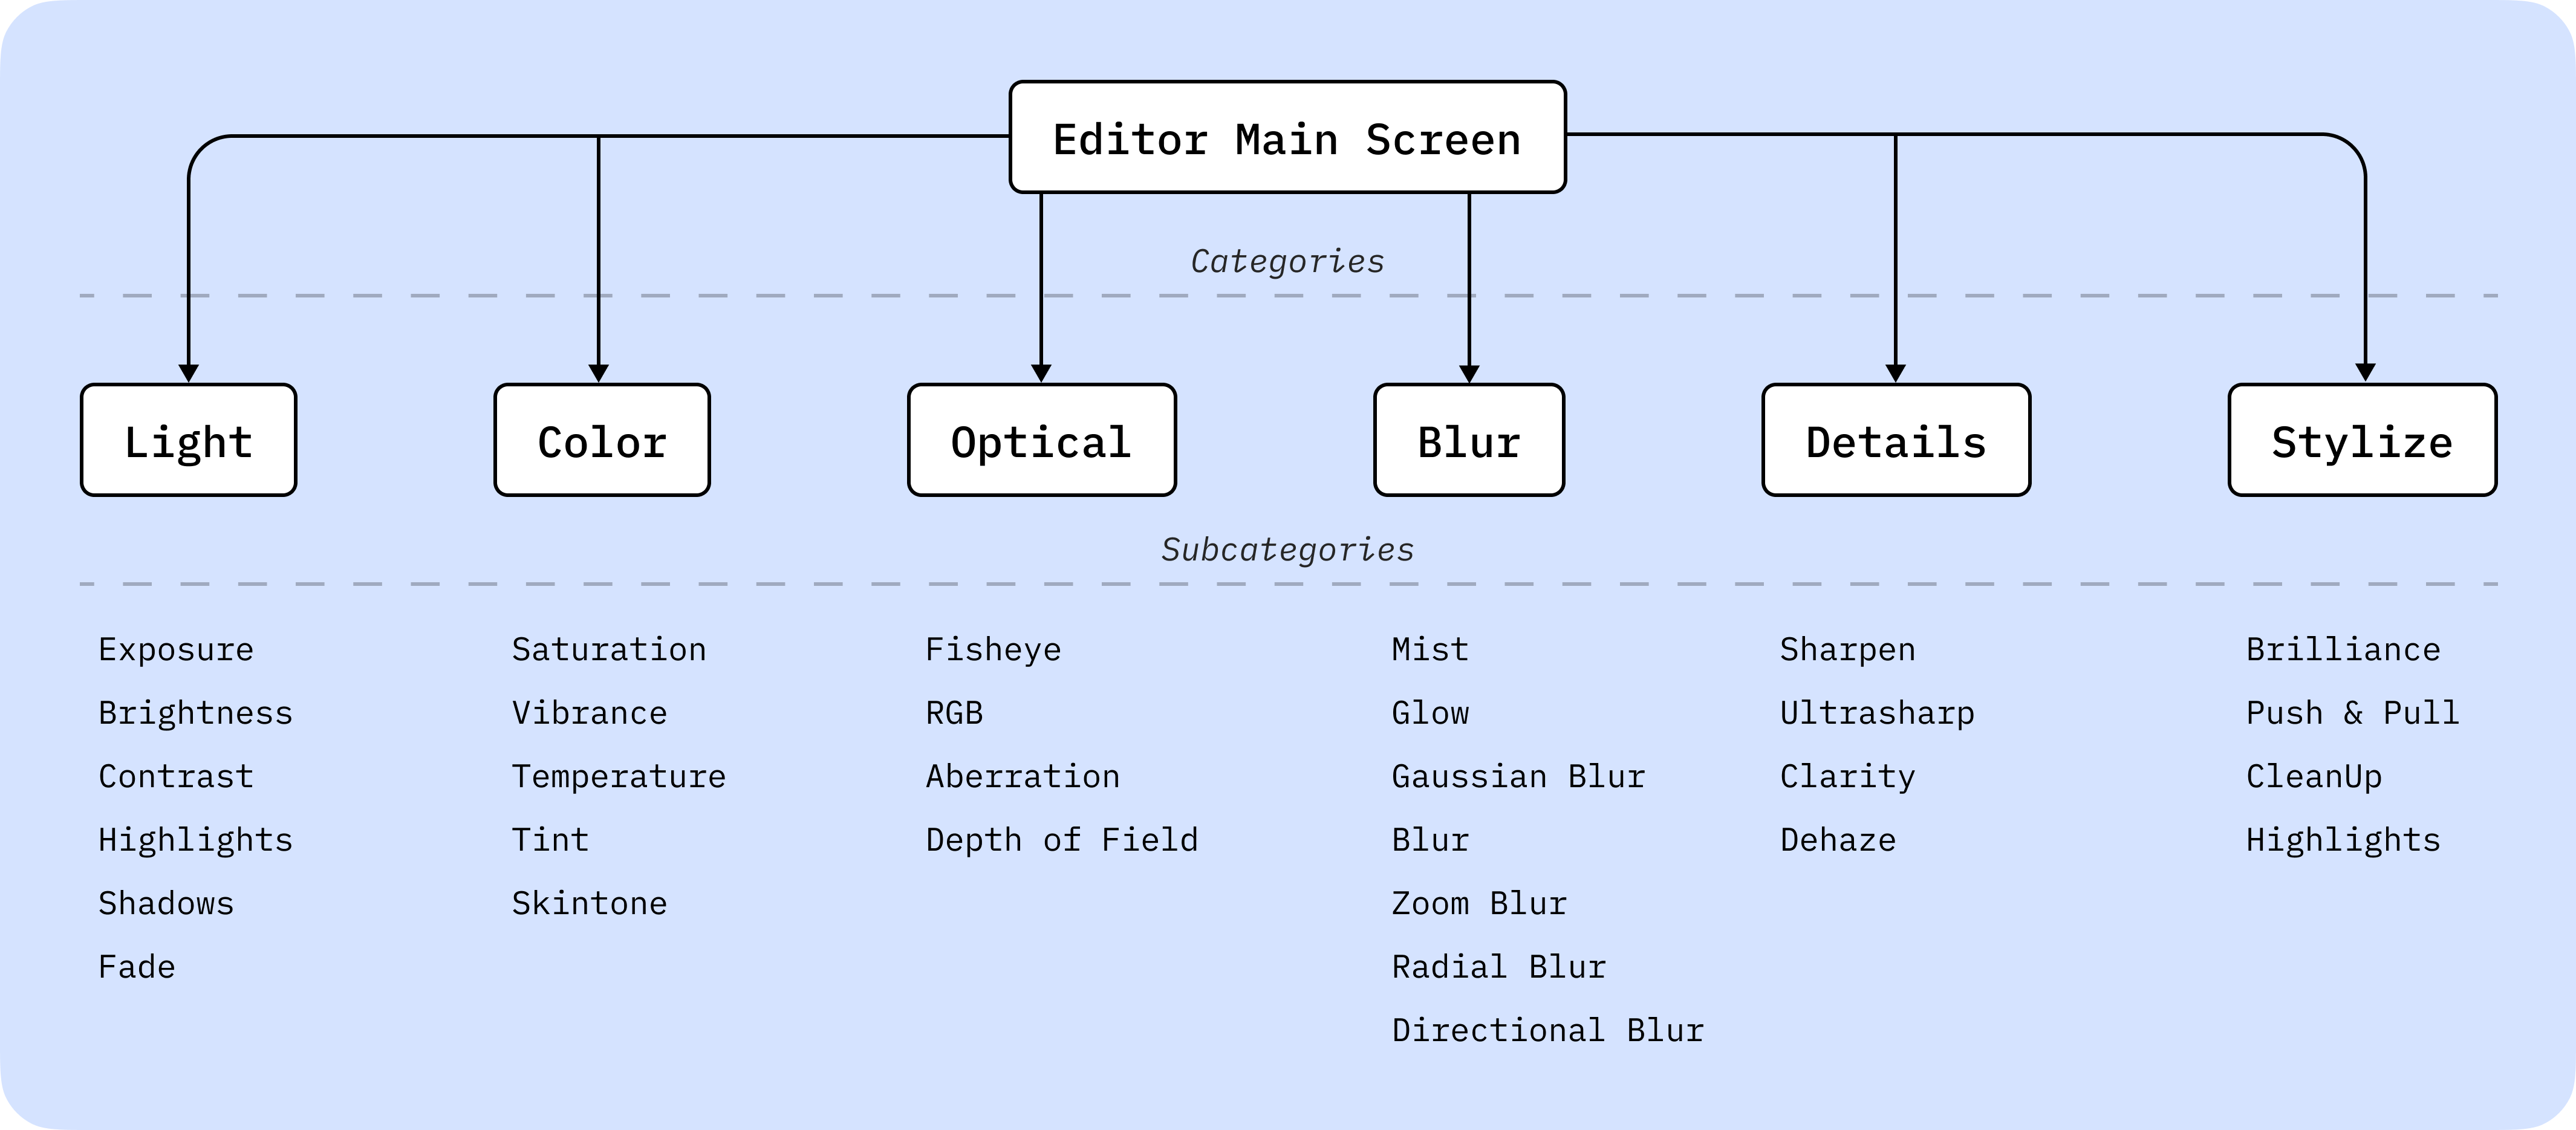 Editor Main Screen
Categories
Light
Color
Optical
Blur
Details
Stylize
Subcategories
Exposure
Brightness
Contrast
Highlights
Shadows
Fade
Saturation
Vibrance
Temperature
Tint
Skintone
Fisheye
RGB
Aberration
Depth of Field
Mist
Glow
Gaussian Blur
Blur
Zoom Blur
Radial Blur
Directional Blur
Sharpen
Ultrasharp
Clarity
Dehaze
Brilliance
Push & Pull
CleanUp
Highlights